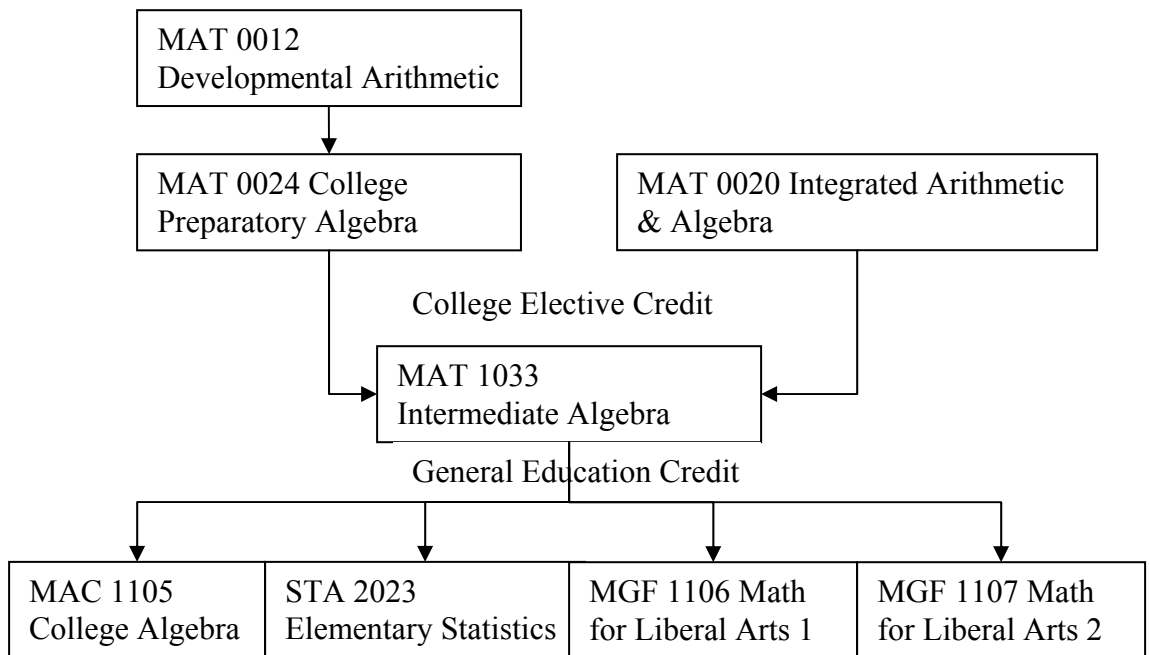 MAT 0012
Developmental Arithmetic
MAT 0024 College
Preparatory Algebra
MAT 0020 Integrated Arithmetic
& Algebra
College Elective Credit
MAT 1033
Intermediate Algebra
General Education Credit
MAC 1105
College Algebra
STA 2023
Elementary Statistics
MGF 1106 Math
for Liberal Arts 1
MGF 1107 Math
for Liberal Arts 2